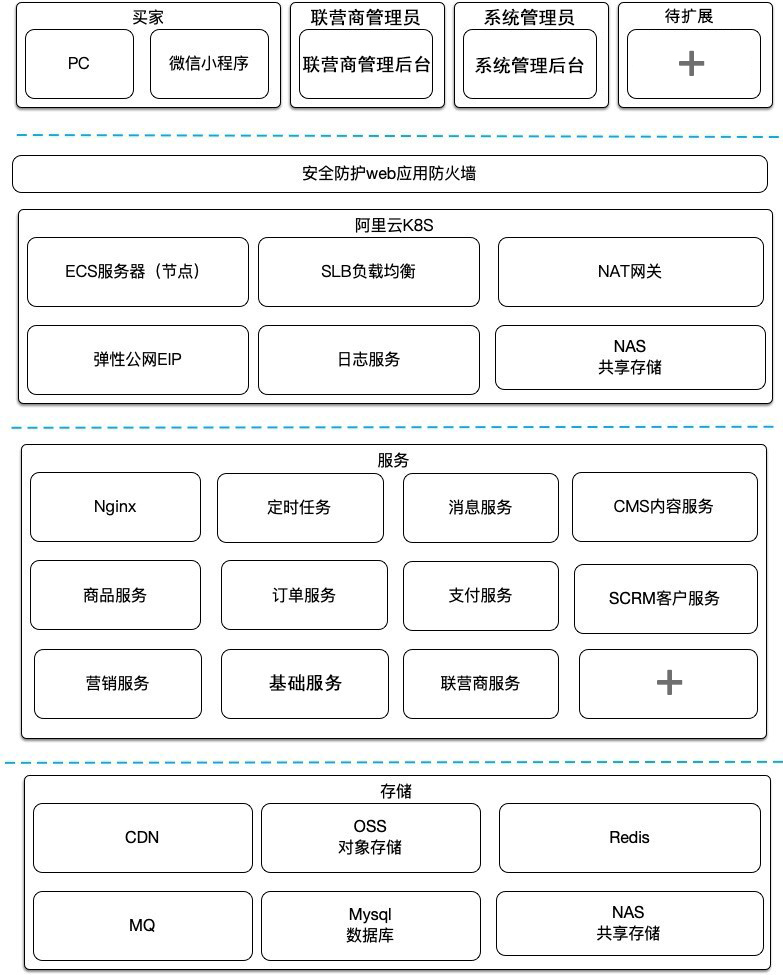 买家
联营商管理员
系统管理员
待扩展
PC
微信小程序
联营商管理后台
系统管理后台
安全防护web应用防火墙
阿里云K8S
ECS服务器（节点）
SLB负载均衡
NAT网关
弹性公网EIP
日志服务
NAS
共享存储
服务
Nginx
定时任务
消息服务
CMS内容服务
商品服务
订单服务
支付服务
SCRM客户服务
营销服务
基础服务
联营商服务
存储
CDN
OSS
对象存储
Redis
MQ
Mysql
数据库
NAS
共享存储